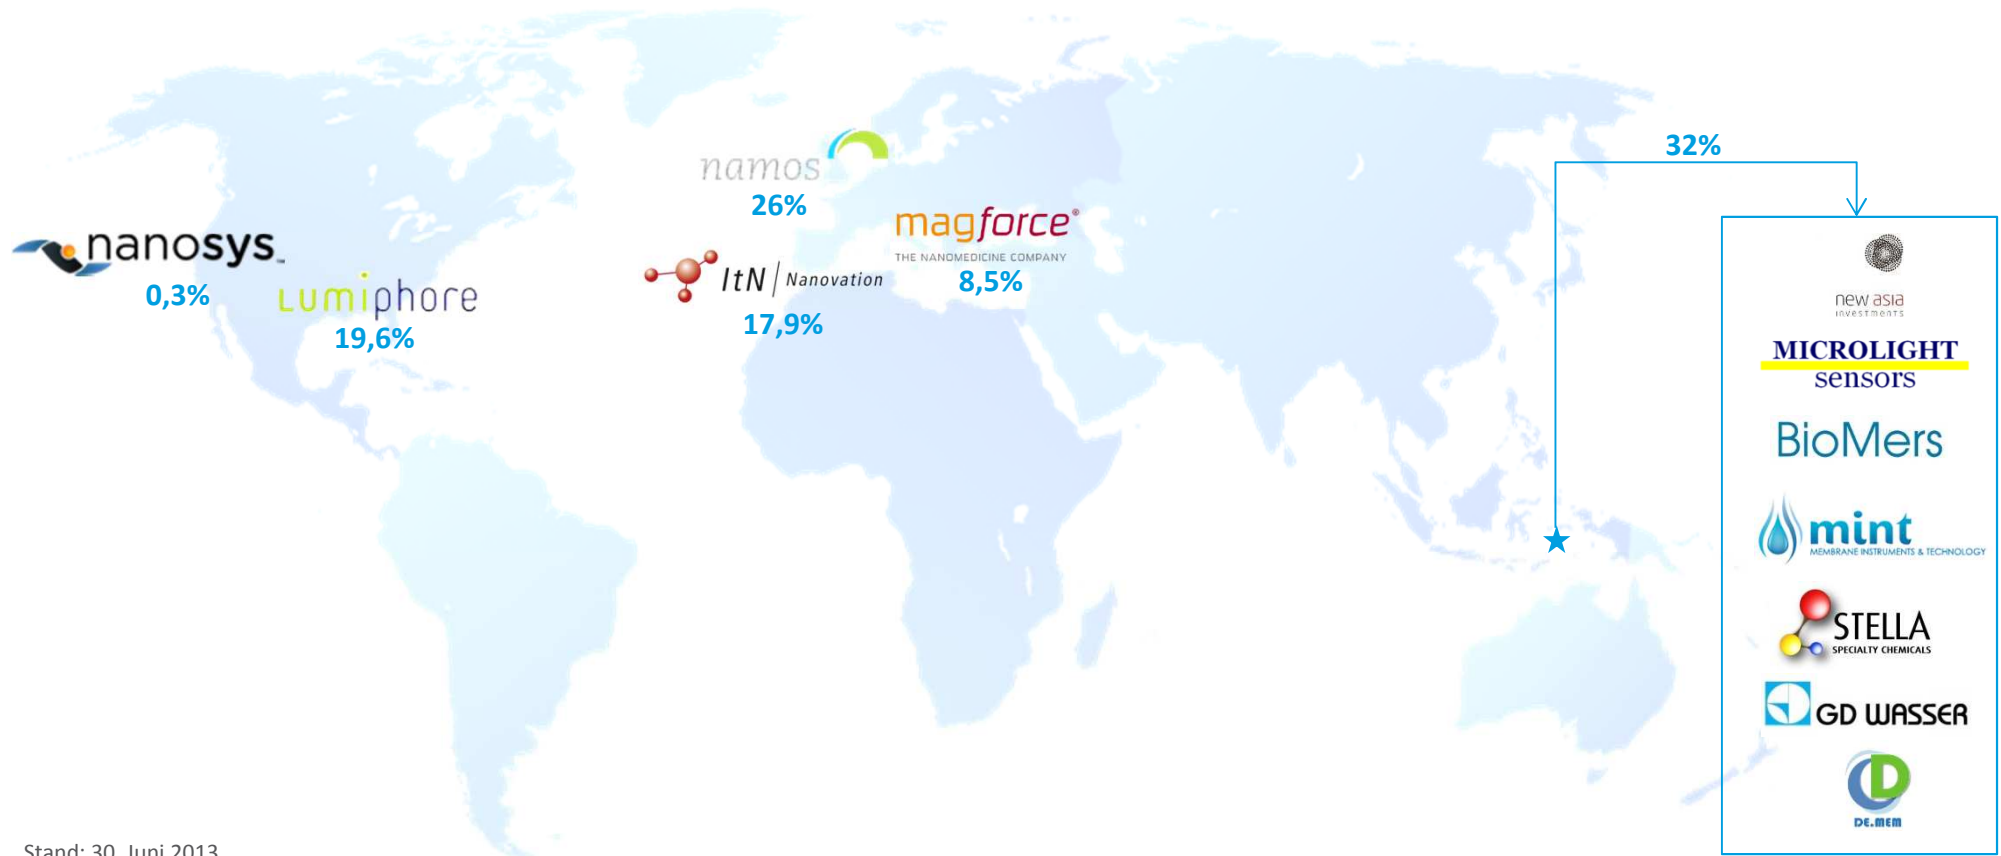 namos
26%
magforce®
THE NANOMEDICINE COMPANY
8,5%
nanosys™
0,3%
Lumiphore
19,6%
ItN | Nanovation
17,9%
32%
new asia
investments
MICROLIGHT
sensors
BioMers
mint
MEMBRANE INSTRUMENTS & TECHNOLOGY
STELLA
SPECIALTY CHEMICALS
GD WASSER
DE.MEM
Stand: 30. Juni 2013